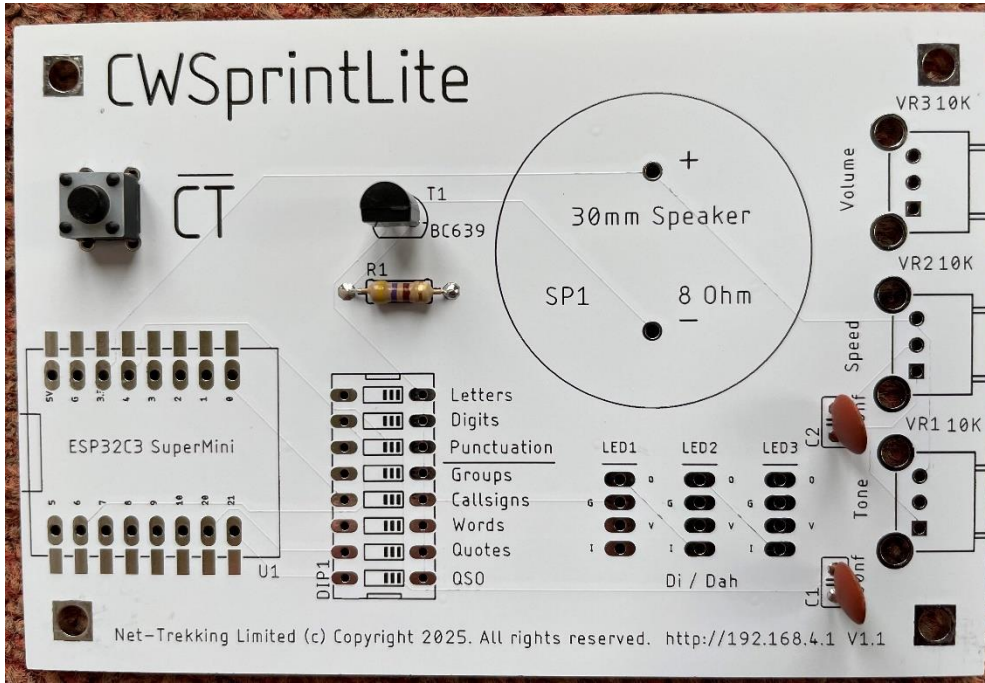 CWSprintLite
VR3 10K
Volume
CT
T1
BC639
30mm Speaker
+
R1
SP1
8 Ohm
−
VR2 10K
Speed
5V G 3.3 4 3 2 1 0
ESP32C3 SuperMini
5 6 7 8 9 10 20 21
U1
DIP1
Letters
Digits
Punctuation
Groups
Callsigns
Words
Quotes
QSO
LED1 LED2 LED3
G V I
O G V I
O G V I
O
Di / Dah
C2
nf
VR1 10K
Tone
C1
nf
Net-Trekking Limited (c) Copyright 2025. All rights reserved. http://192.168.4.1 V1.1